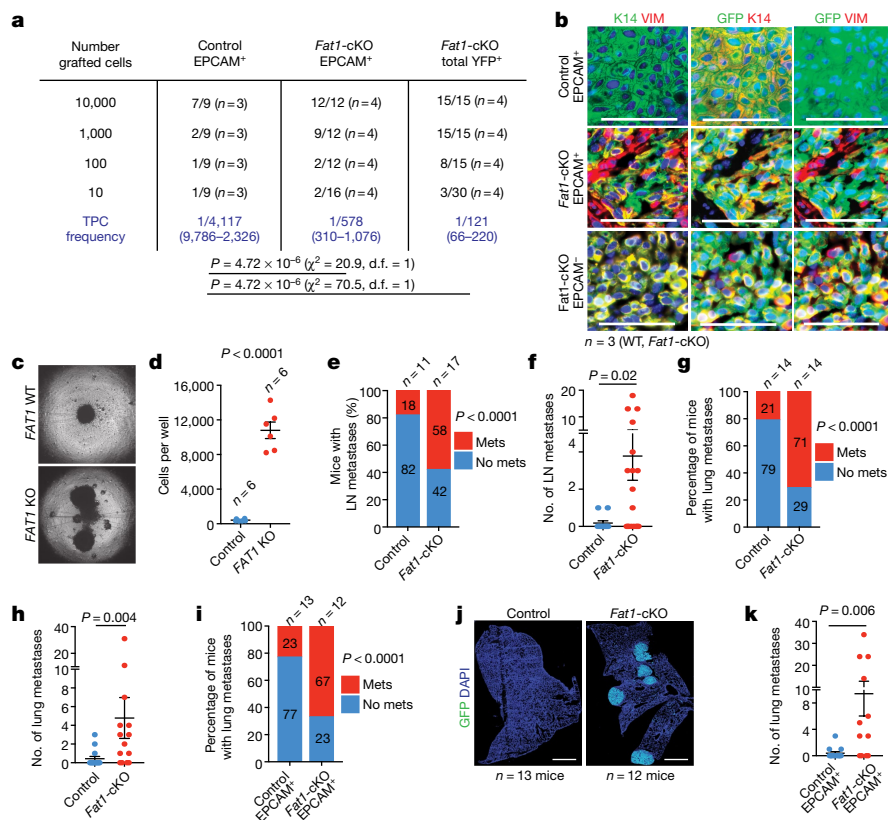 a
Number grafted cells
Control EPCAM+
Fat1-cKO EPCAM+
Fat1-cKO total YFP+
10,000 7/9 (n = 3) 12/12 (n = 4) 15/15 (n = 4)
1,000 2/9 (n = 3) 9/12 (n = 4) 15/15 (n = 4)
100 1/9 (n = 3) 2/12 (n = 4) 8/15 (n = 4)
10 1/9 (n = 3) 2/16 (n = 4) 3/30 (n = 4)
TPC frequency 1/4,117 (9,786–2,326) 1/578 (310–1,076) 1/121 (66–220)
P = 4.72 × 10−6 (χ2 = 20.9, d.f. = 1)
P = 4.72 × 10−6 (χ2 = 70.5, d.f. = 1)
b
K14 VIM
GFP K14
GFP VIM
Control EPCAM+
Fat1-cKO EPCAM+
Fat1-cKO EPCAM−
n = 3 (WT, Fat1-cKO)
c
FAT1 WT
FAT1 KO
d
P < 0.0001
n = 6
n = 6
Cells per well
16,000
12,000
8,000
4,000
0
Control
FAT1 KO
e
n = 11
n = 17
Mice with LN metastases (%)
100
80
60
40
20
0
18
82
58
42
P < 0.0001
Mets
No mets
Control
Fat1-cKO
f
P = 0.02
No. of LN metastases
20
10
4
2
0
Control
Fat1-cKO
g
n = 14
n = 14
Percentage of mice with lung metastases
100
80
60
40
20
0
21
79
71
29
P < 0.0001
Mets
No mets
Control
Fat1-cKO
h
P = 0.004
No. of lung metastases
40
20
10
6
4
2
0
Control
Fat1-cKO
i
n = 13
n = 12
Percentage of mice with lung metastases
100
80
60
40
20
0
23
77
67
23
P < 0.0001
Mets
No mets
Control EPCAM+
Fat1-cKO EPCAM+
j
Control
Fat1-cKO
GFP DAPI
n = 13 mice
n = 12 mice
k
P = 0.006
No. of lung metastases
40
30
20
10
8
4
0
Control EPCAM+
Fat1-cKO EPCAM+